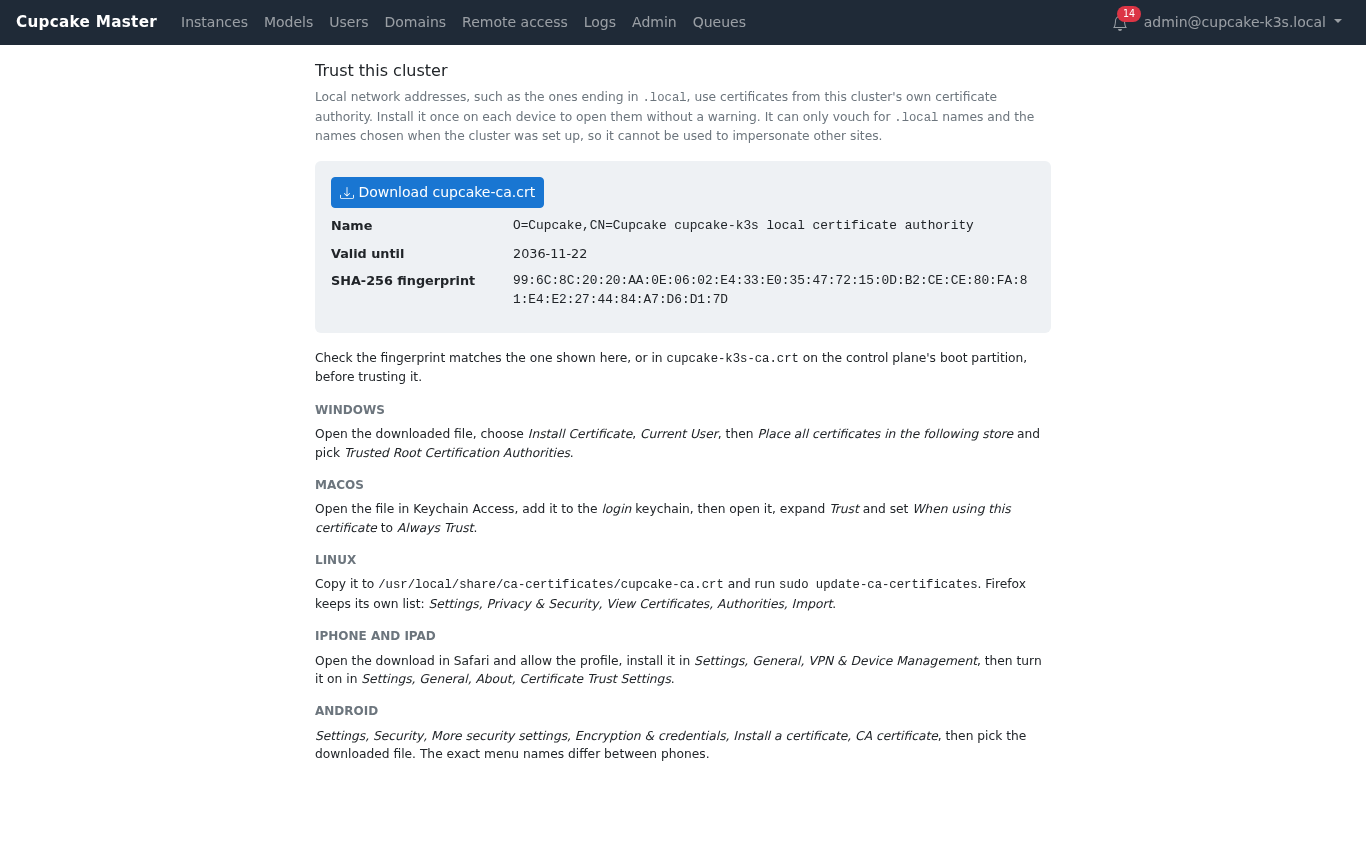 Cupcake Master Instances Models Users Domains Remote access Logs Admin Queues 14 admin@cupcake-k3s.local
Trust this cluster
Local network addresses, such as the ones ending in .local, use certificates from this cluster's own certificate
authority. Install it once on each device to open them without a warning. It can only vouch for .local names and the
names chosen when the cluster was set up, so it cannot be used to impersonate other sites.
Download cupcake-ca.crt
Name O=Cupcake,CN=Cupcake cupcake-k3s local certificate authority
Valid until 2036-11-22
SHA-256 fingerprint 99:6C:8C:20:20:AA:0E:06:02:E4:33:E0:35:47:72:15:0D:B2:CE:CE:80:FA:8
1:E4:E2:27:44:84:A7:D6:D1:7D
Check the fingerprint matches the one shown here, or in cupcake-k3s-ca.crt on the control plane's boot partition,
before trusting it.
WINDOWS
Open the downloaded file, choose Install Certificate, Current User, then Place all certificates in the following store and
pick Trusted Root Certification Authorities.
MACOS
Open the file in Keychain Access, add it to the login keychain, then open it, expand Trust and set When using this
certificate to Always Trust.
LINUX
Copy it to /usr/local/share/ca-certificates/cupcake-ca.crt and run sudo update-ca-certificates. Firefox
keeps its own list: Settings, Privacy & Security, View Certificates, Authorities, Import.
IPHONE AND IPAD
Open the download in Safari and allow the profile, install it in Settings, General, VPN & Device Management, then turn
it on in Settings, General, About, Certificate Trust Settings.
ANDROID
Settings, Security, More security settings, Encryption & credentials, Install a certificate, CA certificate, then pick the
downloaded file. The exact menu names differ between phones.